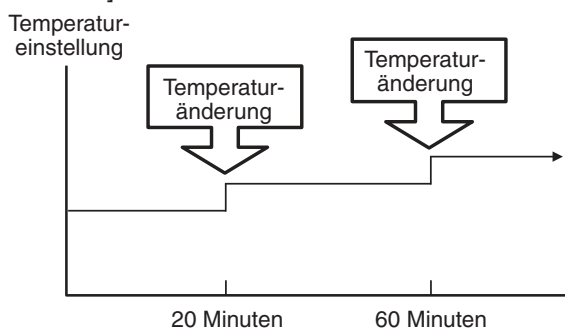 Temperatur-
einstellung
Temperatur-
änderung
Temperatur-
änderung
20 Minuten
60 Minuten